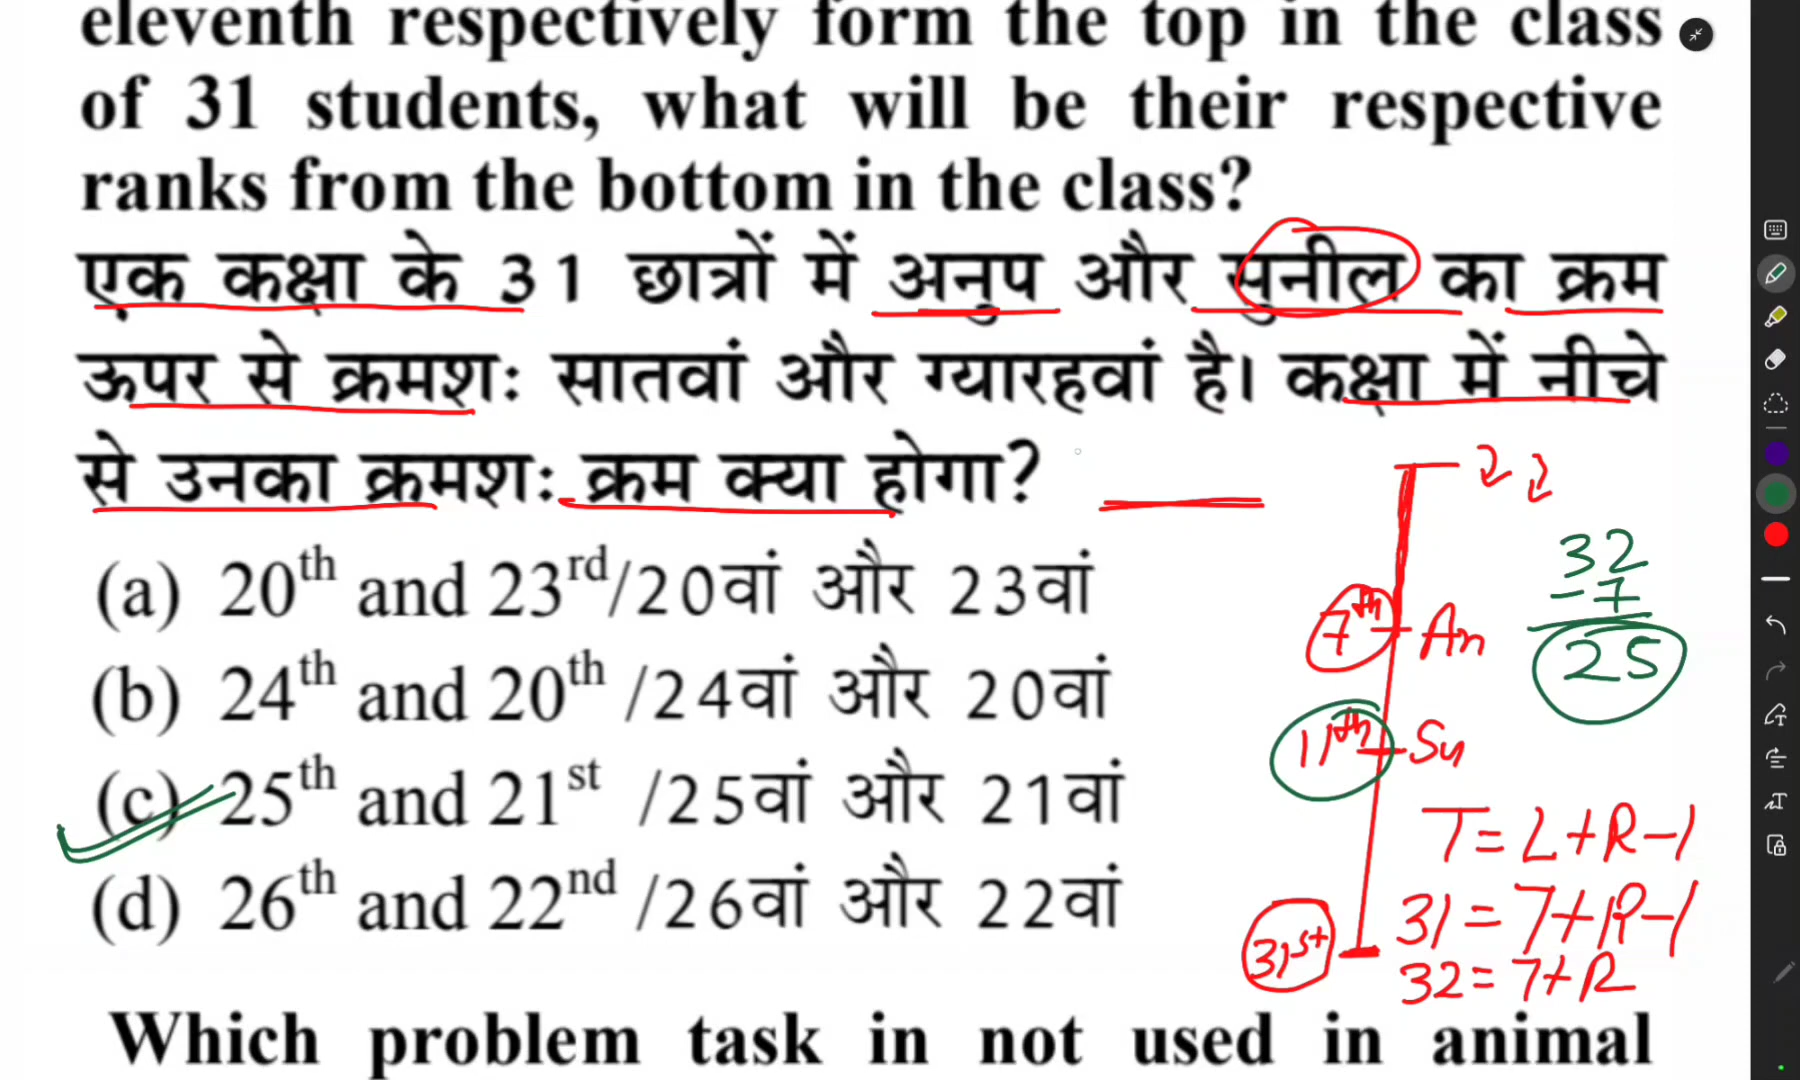 eleventh respectively form the top in the class
of 31 students, what will be their respective
ranks from the bottom in the class?
एक कक्षा के 31 छात्रों में अनुप और सुनील का क्रम
ऊपर से क्रमशः सातवां और ग्यारहवां है। कक्षा में नीचे
से उनका क्रमशः क्रम क्या होगा?
(a) 20th and 23rd/20वां और 23वां
(b) 24th and 20th /24वां और 20वां
(c) 25th and 21st /25वां और 21वां
(d) 26th and 22nd /26वां और 22वां
7th An
11th Su
31st
32
-7
25
T=L+R-1
31=7+R-1
32=7+R
Which problem task in not used in animal